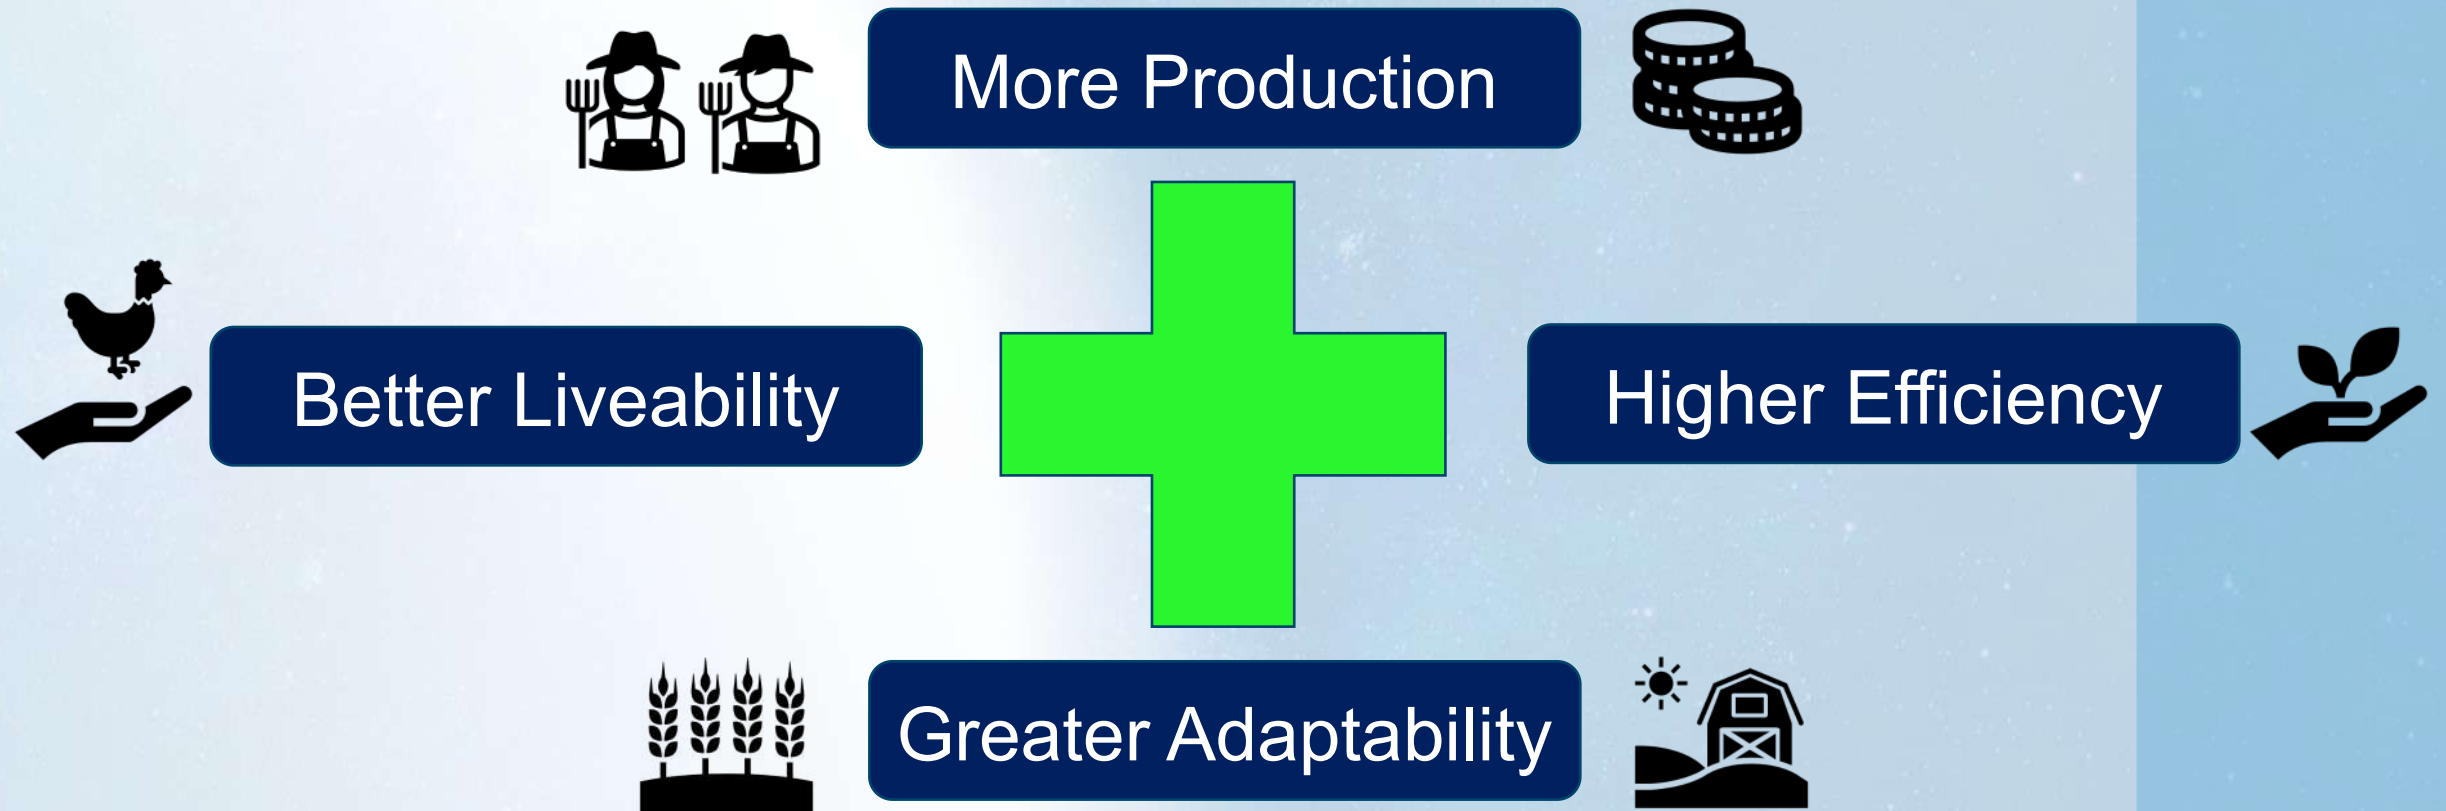 More Production
Better Liveability
Higher Efficiency
Greater Adaptability